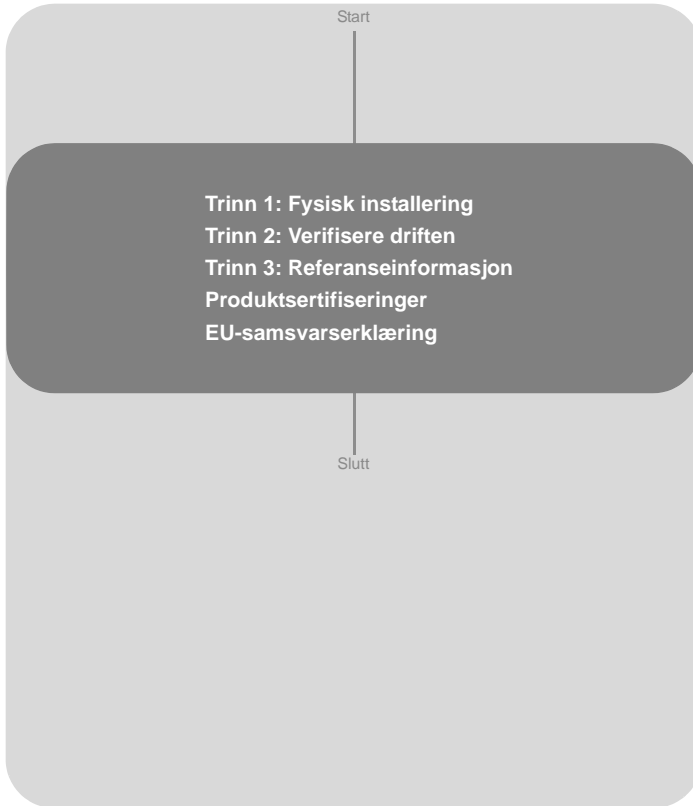 Start
Trinn 1: Fysisk installering
Trinn 2: Verifisere driften
Trinn 3: Referanseinformasjon
Produktsertifiseringer
EU-samsvarserklæring
Slutt